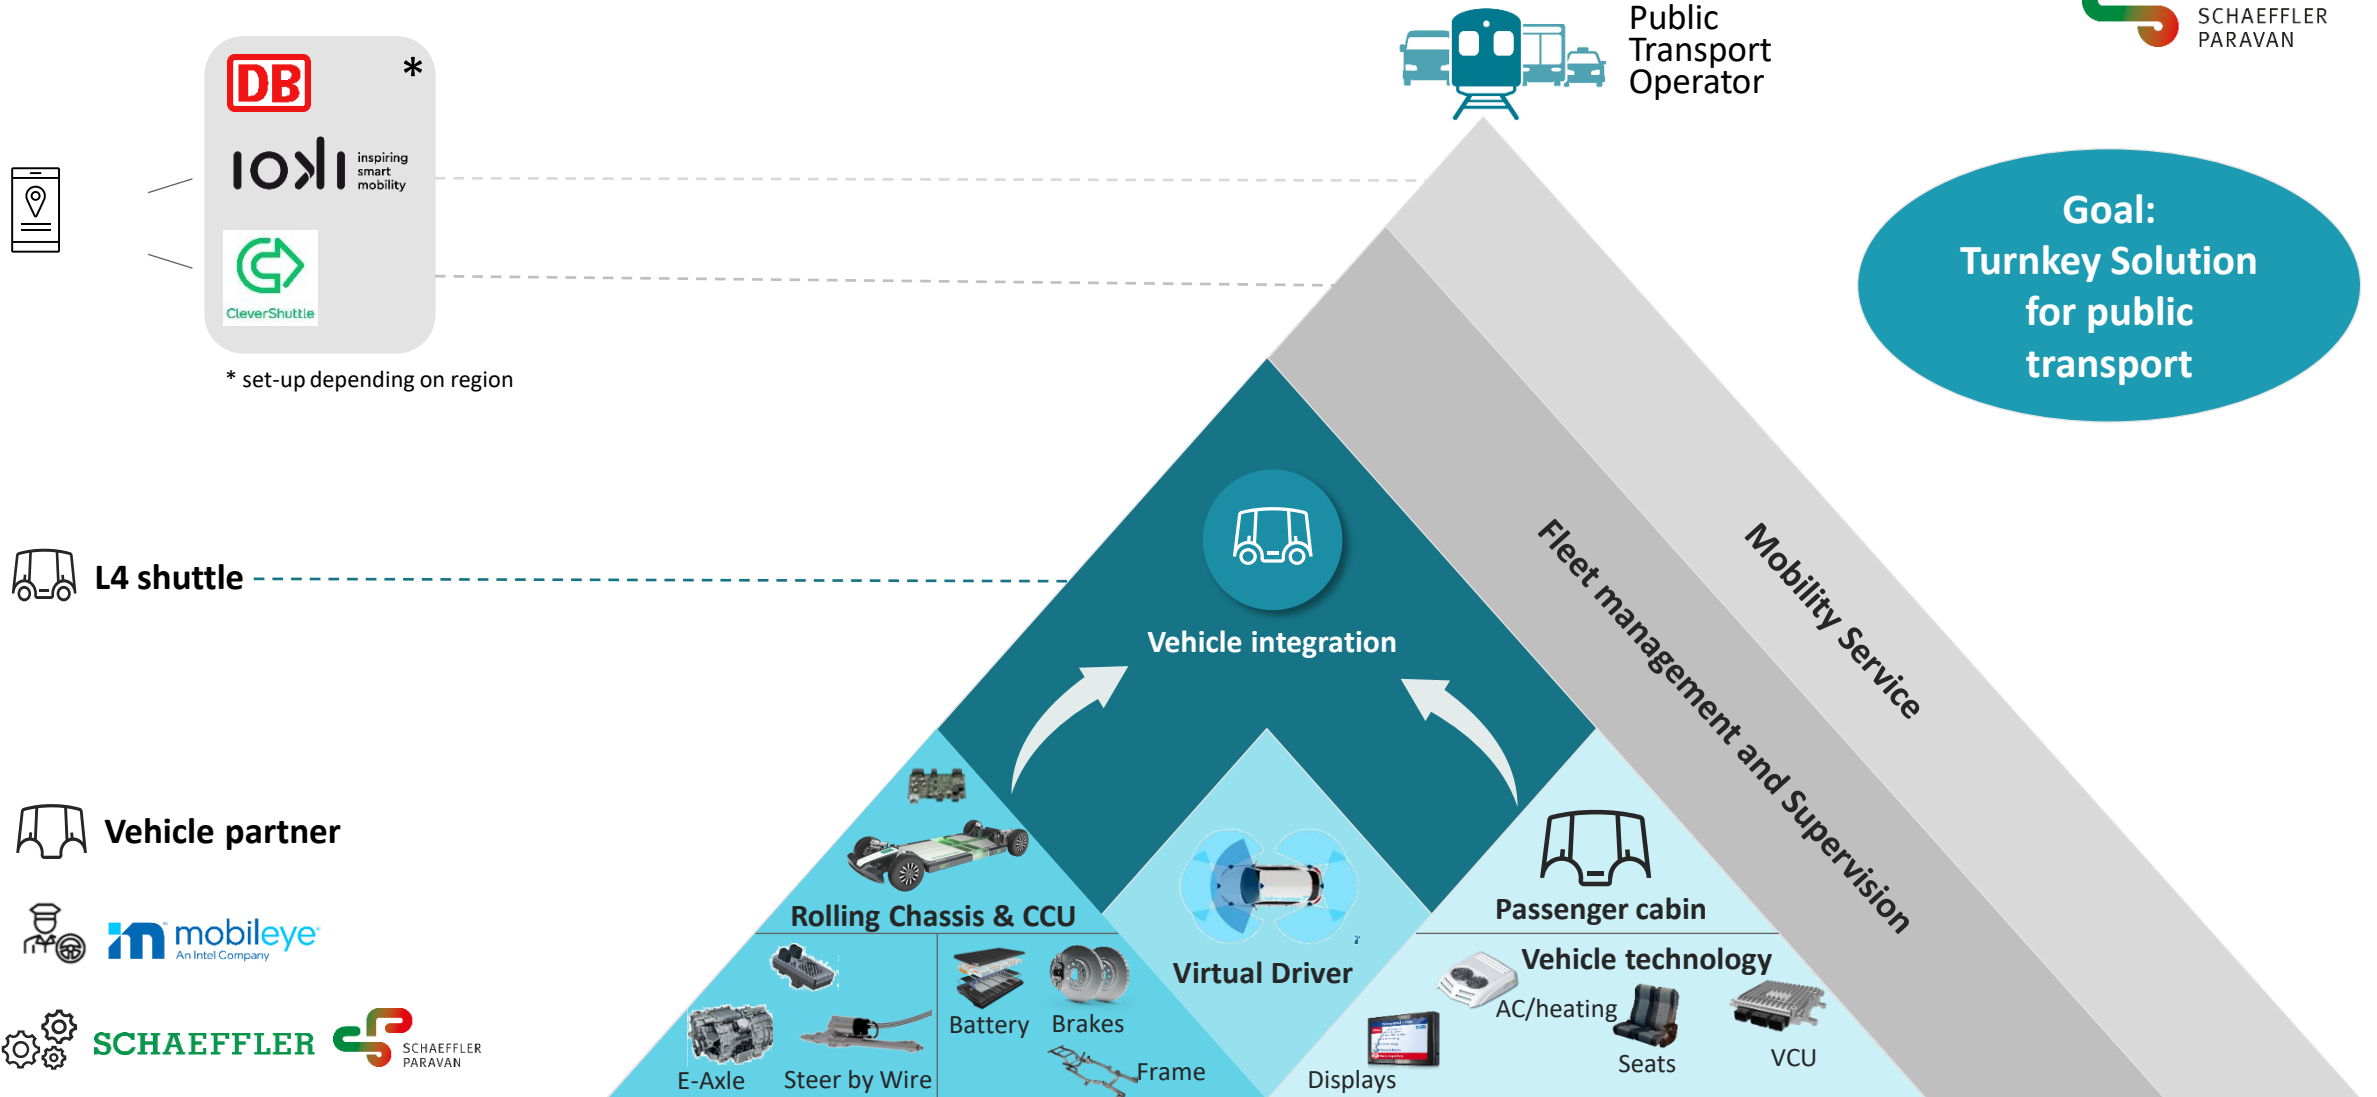 Public
Transport
Operator
SCHAEFFLER
PARAVAN
DB
*
ioki
inspiring
smart
mobility
CleverShuttle
* set-up depending on region
Goal:
Turnkey Solution
for public
transport
L4 shuttle
Vehicle integration
Fleet management and Supervision
Mobility Service
Vehicle partner
mobileye
An Intel Company
SCHAEFFLER
SCHAEFFLER
PARAVAN
Rolling Chassis & CCU
E-Axle
Steer by Wire
Battery
Brakes
Frame
Virtual Driver
Passenger cabin
Vehicle technology
AC/heating
Displays
Seats
VCU